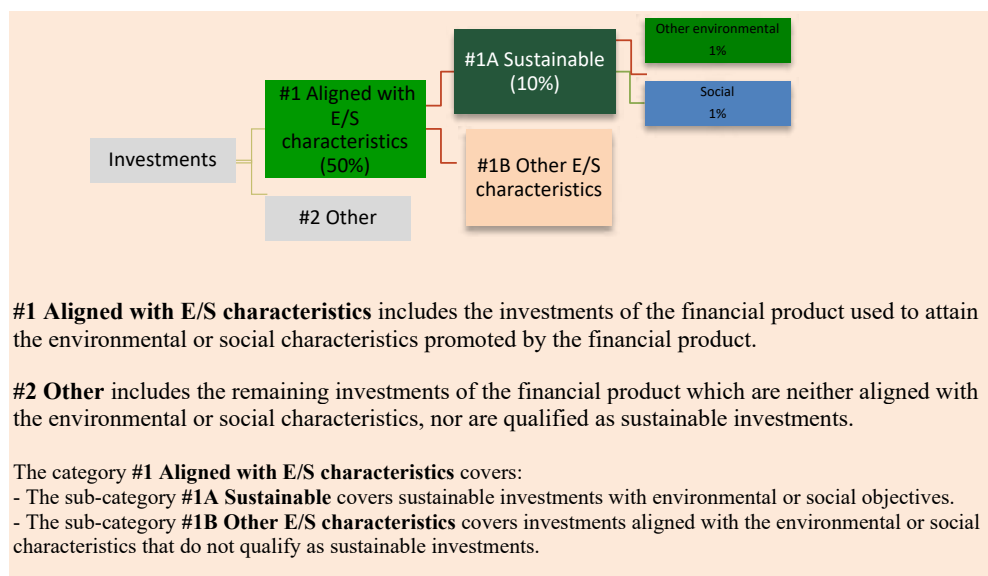 Investments
#1 Aligned with
E/S
characteristics
(50%)
#2 Other
#1A Sustainable
(10%)
#1B Other E/S
characteristics
Other environmental
1%
Social
1%
#1 Aligned with E/S characteristics includes the investments of the financial product used to attain
the environmental or social characteristics promoted by the financial product.
#2 Other includes the remaining investments of the financial product which are neither aligned with
the environmental or social characteristics, nor are qualified as sustainable investments.
The category #1 Aligned with E/S characteristics covers:
- The sub-category #1A Sustainable covers sustainable investments with environmental or social objectives.
- The sub-category #1B Other E/S characteristics covers investments aligned with the environmental or social
characteristics that do not qualify as sustainable investments.